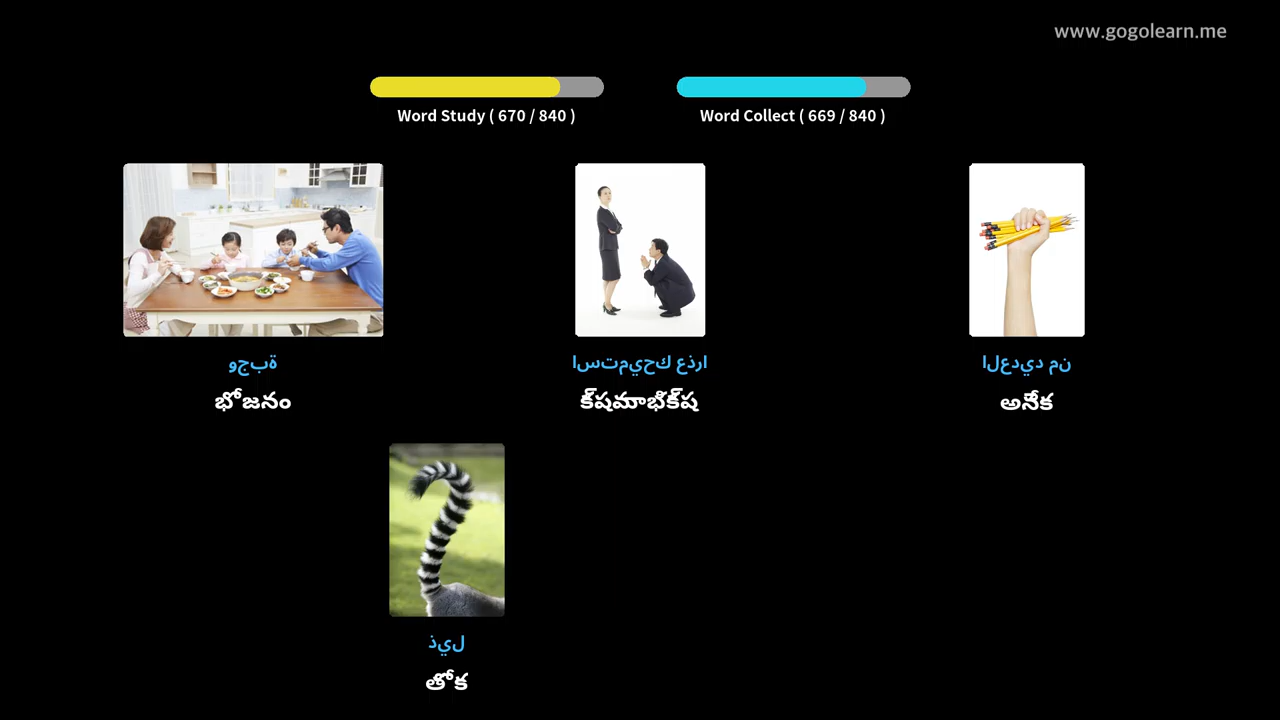 www.gogolearn.me
Word Study ( 670 / 840 )
Word Collect ( 669 / 840 )
وجبة
భోజనం
استميحك عذرا
క్షమాభిక్ష
العديد من
అనేక
ذيل
తోక